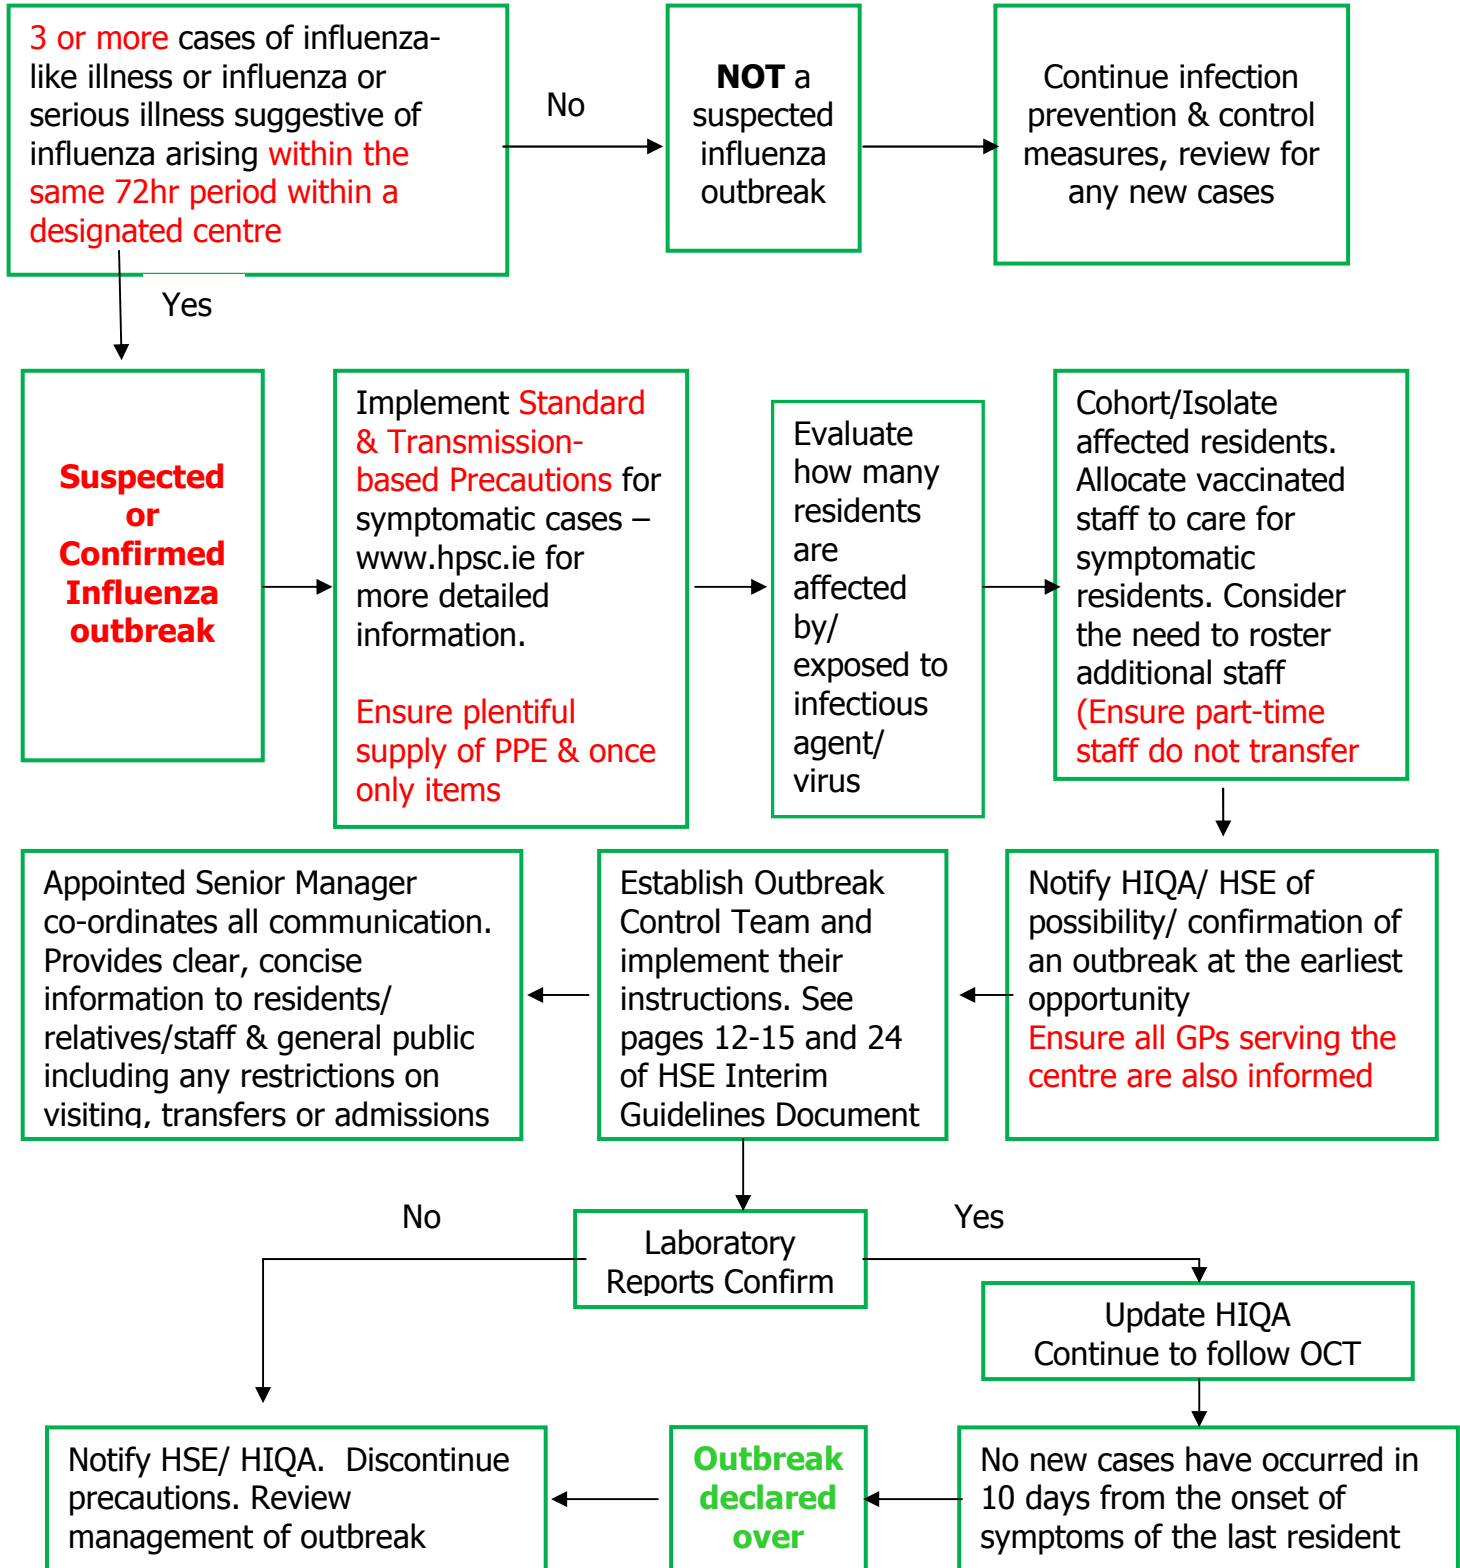 3 or more cases of influenza-
like illness or influenza or
serious illness suggestive of
influenza arising within the
same 72hr period within a
designated centre
No
NOT a
suspected
influenza
outbreak
Continue infection
prevention & control
measures, review for
any new cases
Yes
Suspected
or
Confirmed
Influenza
outbreak
Implement Standard
& Transmission-
based Precautions for
symptomatic cases –
www.hpsc.ie for
more detailed
information.
Ensure plentiful
supply of PPE & once
only items
Evaluate
how many
residents
are
affected
by/
exposed to
infectious
agent/
virus
Cohort/Isolate
affected residents.
Allocate vaccinated
staff to care for
symptomatic
residents. Consider
the need to roster
additional staff
(Ensure part-time
staff do not transfer
Notify HIQA/ HSE of
possibility/ confirmation of
an outbreak at the earliest
opportunity
Ensure all GPs serving the
centre are also informed
Establish Outbreak
Control Team and
implement their
instructions. See
pages 12-15 and 24
of HSE Interim
Guidelines Document
Appointed Senior Manager
co-ordinates all communication.
Provides clear, concise
information to residents/
relatives/staff & general public
including any restrictions on
visiting, transfers or admissions
Laboratory
Reports Confirm
No
Yes
Update HIQA
Continue to follow OCT
No new cases have occurred in
10 days from the onset of
symptoms of the last resident
Outbreak
declared
over
Notify HSE/ HIQA.  Discontinue
precautions. Review
management of outbreak